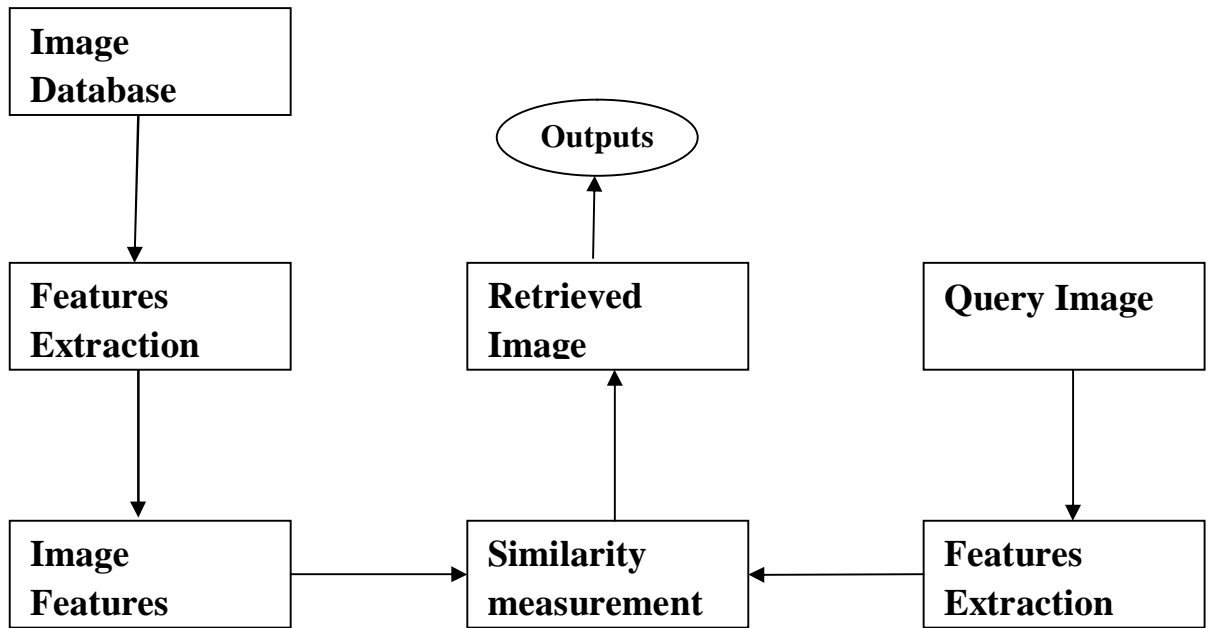 Image
Database
Outputs
Features
Extraction
Retrieved
Image
Query Image
Image
Features
Similarity
measurement
Features
Extraction